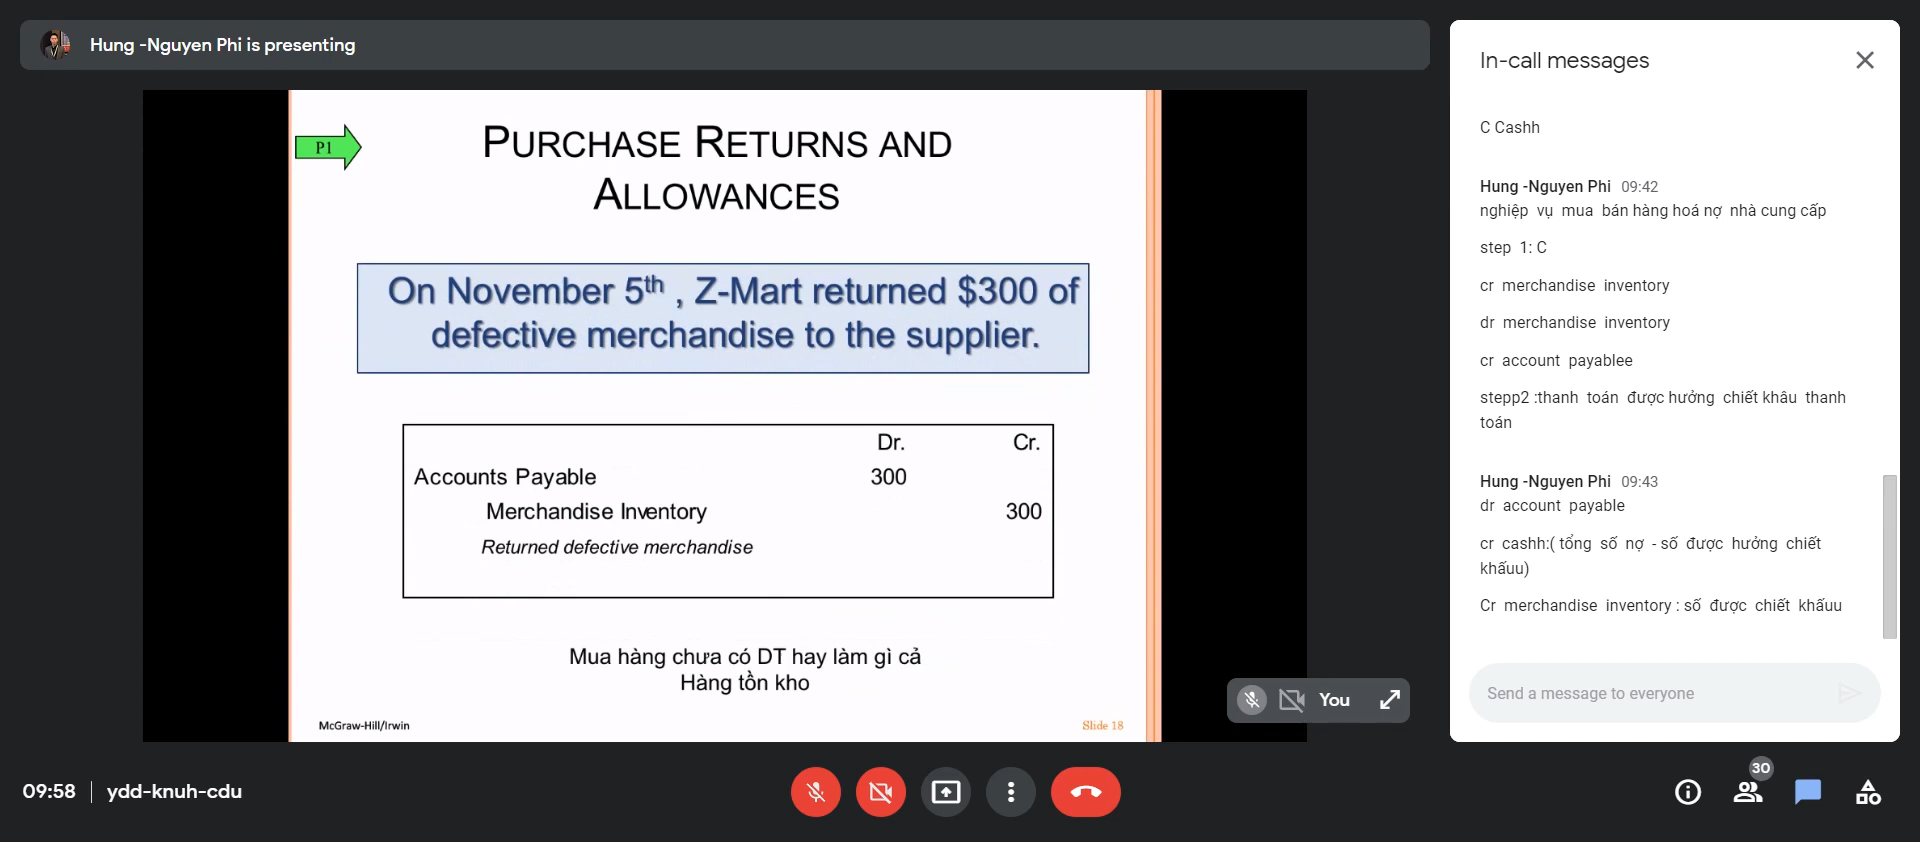 Hung -Nguyen Phi is presenting
P1
PURCHASE RETURNS AND
ALLOWANCES
On November 5th , Z-Mart returned $300 of
defective merchandise to the supplier.
Dr. Cr.
Accounts Payable 300
Merchandise Inventory 300
Returned defective merchandise
Mua hàng chưa có DT hay làm gì cả
Hàng tồn kho
McGraw-Hill/Irwin
Slide 18
You
In-call messages
C Cashh
Hung -Nguyen Phi 09:42
nghiệp vụ mua bán hàng hoá nợ nhà cung cấp
step 1: C
cr merchandise inventory
dr merchandise inventory
cr account payablee
stepp2 :thanh toán được hưởng chiết khâu thanh
toán
Hung -Nguyen Phi 09:43
dr account payable
cr cashh:( tổng số nợ - số được hưởng chiết
khấuu)
Cr merchandise inventory : số được chiết khấuu
Send a message to everyone
09:58 | ydd-knuh-cdu
30